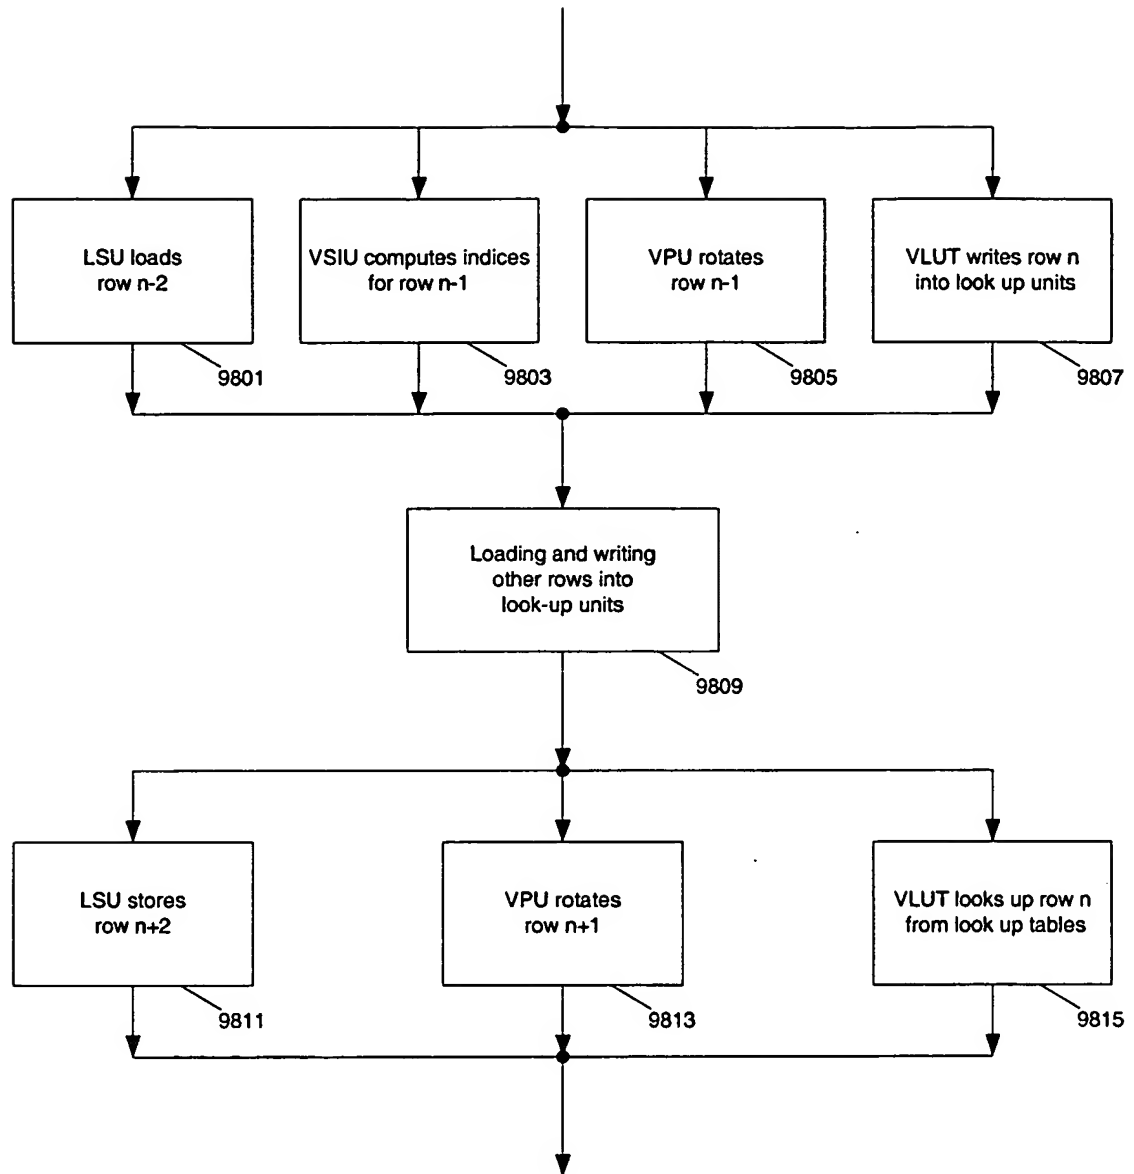 LSU loads
row n-2
9801
VSIU computes indices
for row n-1
9803
VPU rotates
row n-1
9805
VLUT writes row n
into look up units
9807
Loading and writing
other rows into
look-up units
9809
LSU stores
row n+2
9811
VPU rotates
row n+1
9813
VLUT looks up row n
from look up tables
9815